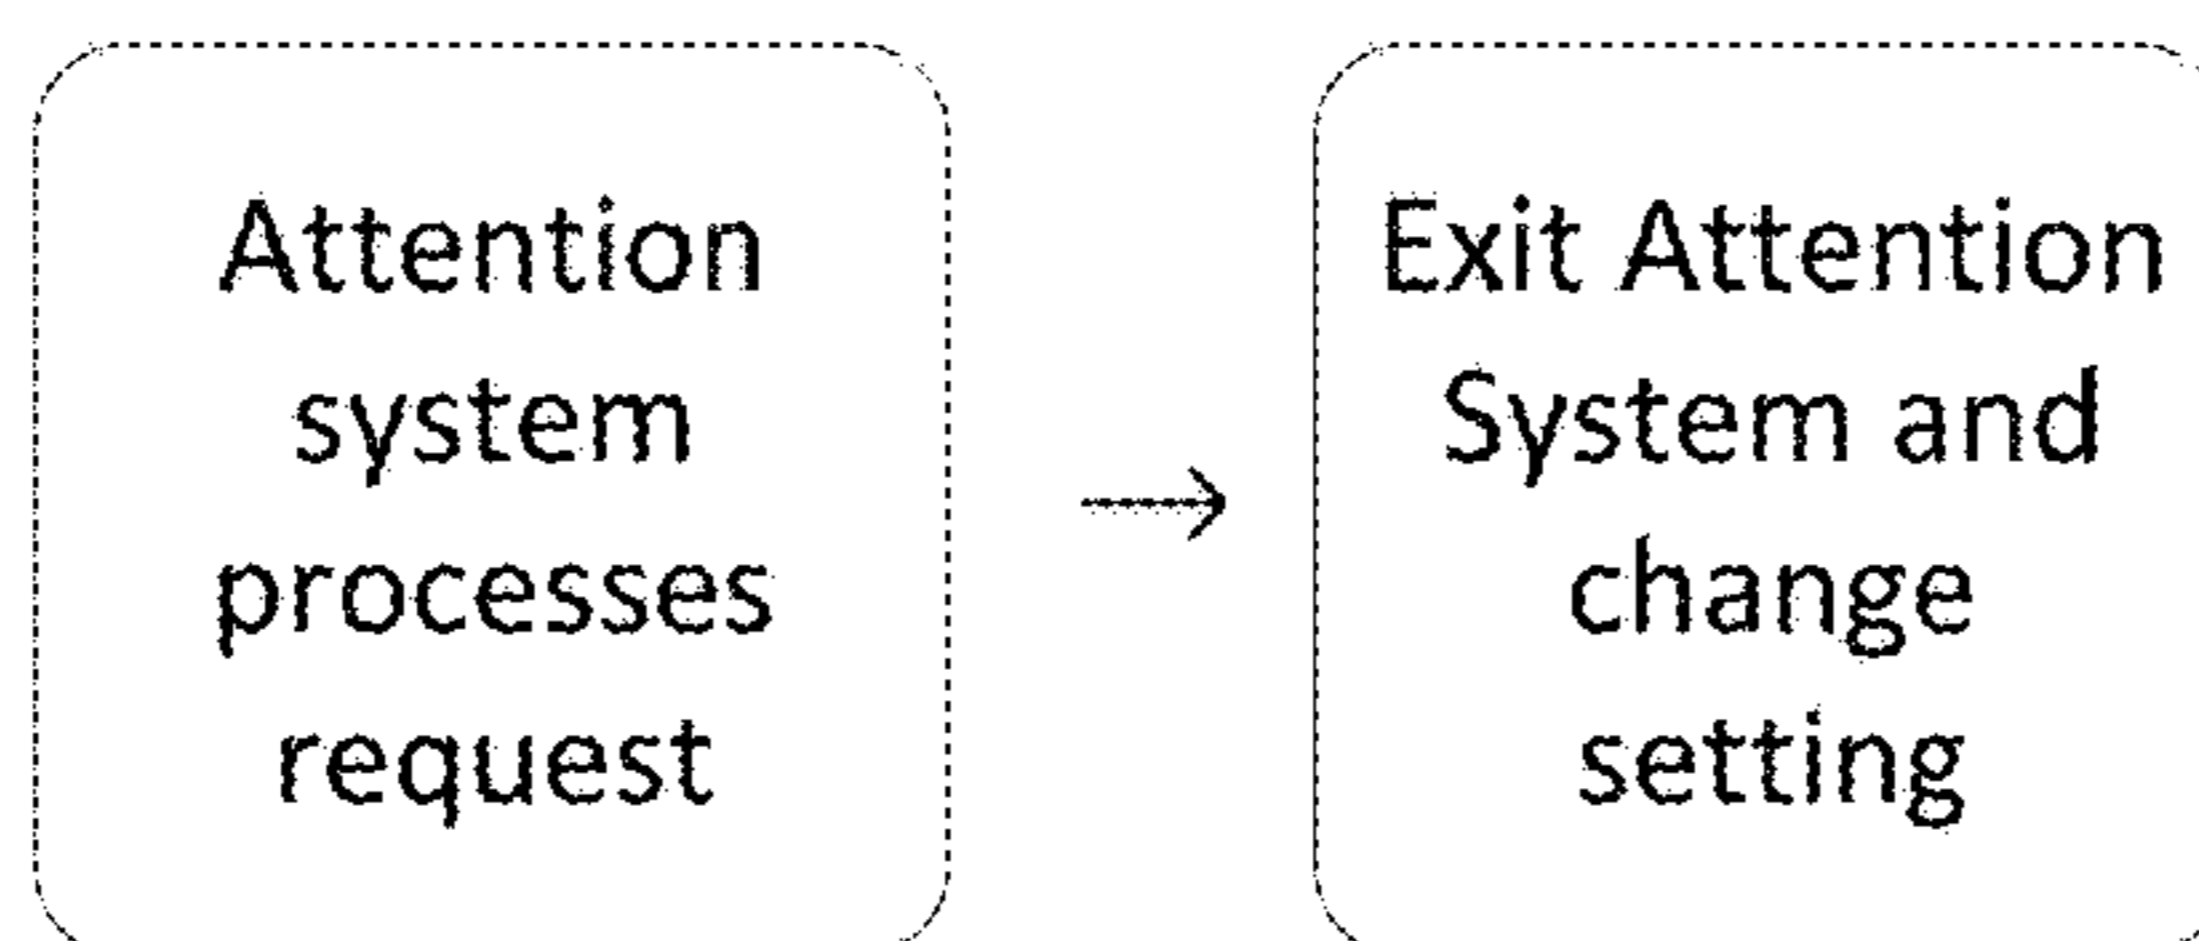 Attention
system
processes
request
→
Exit Attention
System and
change
setting